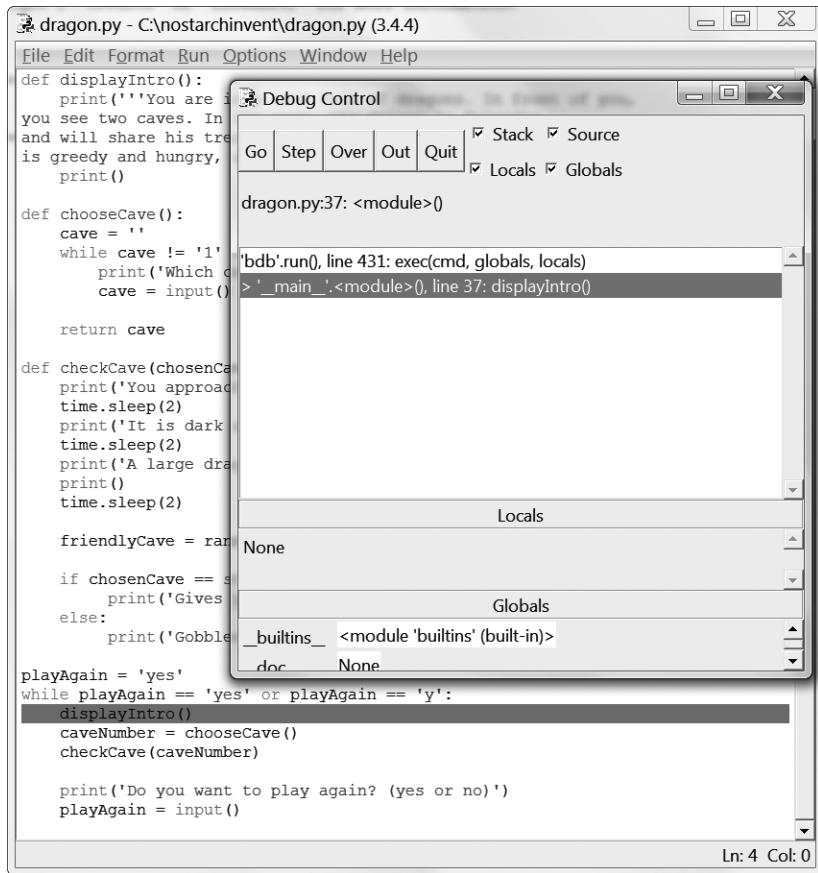 dragon.py - C:\nostarchinvent\dragon.py (3.4.4)
File Edit Format Run Options Window Help
def displayIntro():
print('''You are i
you see two caves. In
and will share his tre
is greedy and hungry,
print()
def chooseCave():
cave = ''
while cave != '1'
print('Which c
cave = input()
return cave
def checkCave(chosenCa
print('You approac
time.sleep(2)
print('It is dark
time.sleep(2)
print('A large dra
print()
time.sleep(2)
friendlyCave = ran
if chosenCave == s
print('Gives
else:
print('Gobble
playAgain = 'yes'
while playAgain == 'yes' or playAgain == 'y':
displayIntro()
caveNumber = chooseCave()
checkCave(caveNumber)
print('Do you want to play again? (yes or no)')
playAgain = input()
Ln: 4 Col: 0
Debug Control
Go Step Over Out Quit
Stack Source
Locals Globals
dragon.py:37: <module>()
'bdb'.run(), line 431: exec(cmd, globals, locals)
> '__main__'.<module>(), line 37: displayIntro()
Locals
None
Globals
__builtins__ <module 'builtins' (built-in)>
doc None